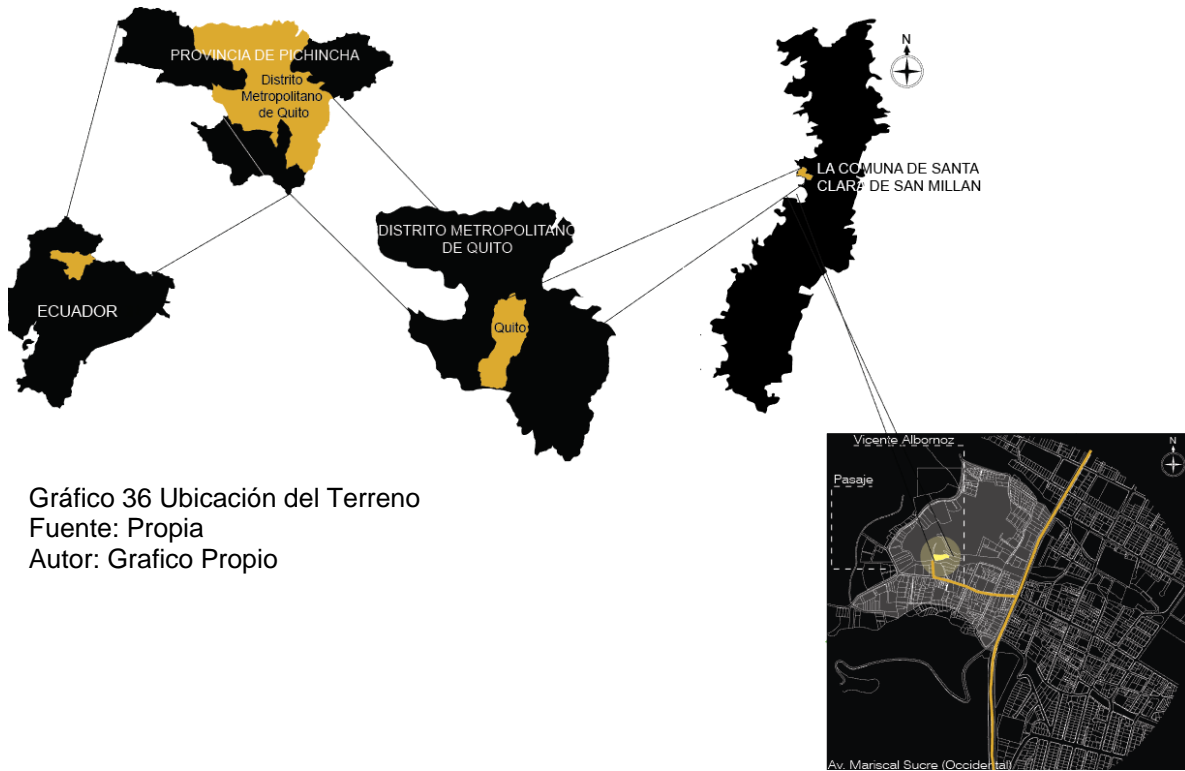 PROVINCIA DE PICHINCHA
Distrito
Metropolitano
de Quito
N
LA COMUNA DE SANTA
CLARA DE SAN MILLAN
DISTRITO METROPOLITANO
DE QUITO
Quito
ECUADOR
Vicente Albornoz
N
Pasaje
Av. Mariscal Sucre (Occidental)
Gráfico 36 Ubicación del Terreno
Fuente: Propia
Autor: Grafico Propio